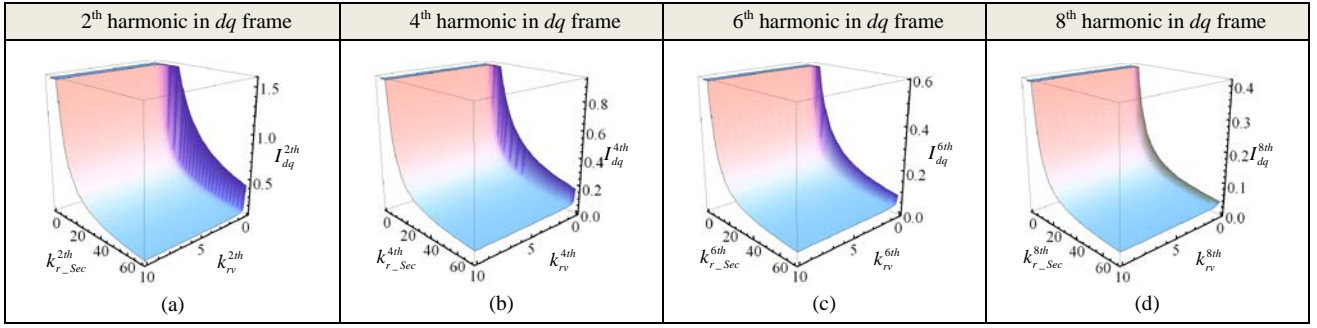 2th harmonic in dq frame
4th harmonic in dq frame
6th harmonic in dq frame
8th harmonic in dq frame
1.5
1.0
0.5
I_dq^2th
0
20
40
60
k_r_Sec^2th
0
5
10
k_rv^2th
(a)
0.8
0.6
0.4
0.2
0.0
I_dq^4th
0
20
40
60
k_r_Sec^4th
0
5
10
k_rv^4th
(b)
0.6
0.4
0.2
0.0
I_dq^6th
0
20
40
60
k_r_Sec^6th
0
5
10
k_rv^6th
(c)
0.4
0.3
0.2
0.1
0.0
I_dq^8th
0
20
40
60
k_r_Sec^8th
0
5
10
k_rv^8th
(d)